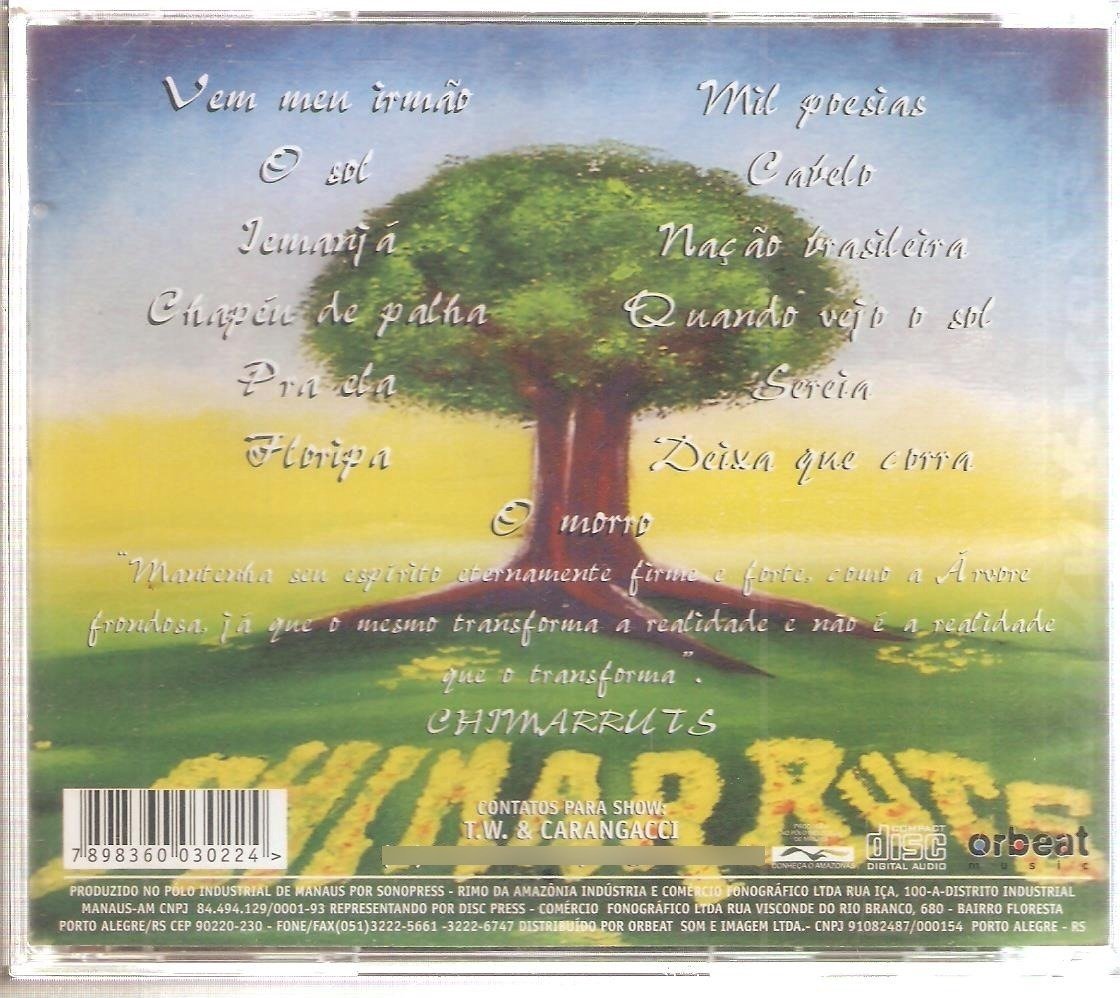 Vem meu irmão
O sol
Iemanjá
Chapéu de palha
Pra ela
Floripa
Mil poesias
Cabelo
Nação brasileira
Quando vejo o sol
Sereia
Deixa que corra
O morro
"Mantenha seu espírito eternamente firme e forte, como a Árvore
frondosa, já que o mesmo transforma a realidade e não é a realidade
que o transforma".
CHIMARRUTS
CHIMARRUTS
CONTATOS PARA SHOW:
T.W. & CARANGACCI
7 898360 030224 >
CONHEÇA O AMAZONAS
COMPACT
disc
DIGITAL AUDIO
orbeat
music
PRODUZIDO NO PÓLO INDUSTRIAL DE MANAUS POR SONOPRESS - RIMO DA AMAZÔNIA INDÚSTRIA E COMÉRCIO FONOGRÁFICO LTDA RUA IÇA, 100-A-DISTRITO INDUSTRIAL
MANAUS-AM CNPJ 84.494.129/0001-93 REPRESENTANDO POR DISC PRESS - COMÉRCIO FONOGRÁFICO LTDA RUA VISCONDE DO RIO BRANCO, 680 - BAIRRO FLORESTA
PORTO ALEGRE/RS CEP 90220-230 - FONE/FAX(051)3222-5661 -3222-6747 DISTRIBUÍDO POR ORBEAT SOM E IMAGEM LTDA.- CNPJ 91082487/000154 PORTO ALEGRE - RS